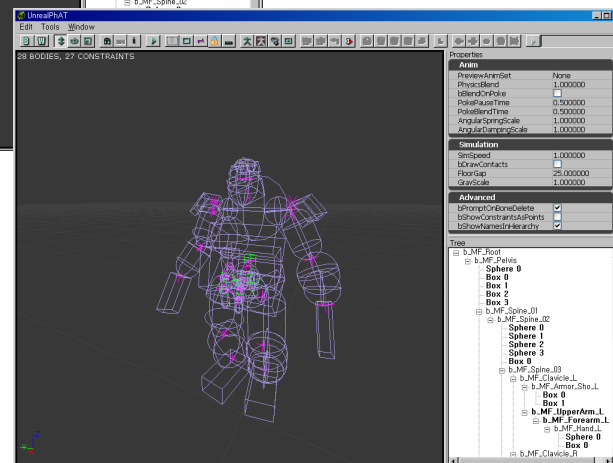 b_MF_Spine_02
UnrealPhAT
Edit Tools Window
28 BODIES, 27 CONSTRAINTS
Properties
Anim
PreviewAnimSet None
PhysicsBlend 1.000000
bBlendOnPoke
PokePauseTime 0.500000
PokeBlendTime 0.500000
AngularSpringScale 1.000000
AngularDampingScale 1.000000
Simulation
SimSpeed 1.000000
bDrawContacts
FloorGap 25.000000
GravScale 1.000000
Advanced
bPromptOnBoneDelete
bShowConstraintsAsPoints
bShowNamesInHierarchy
Tree
b_MF_Root
b_MF_Pelvis
Sphere 0
Box 0
Box 1
Box 2
Box 3
b_MF_Spine_01
b_MF_Spine_02
Sphere 0
Sphere 1
Sphere 2
Sphere 3
Box 0
b_MF_Spine_03
b_MF_Clavicle_L
b_MF_Armor_Sho_L
Box 0
Box 1
b_MF_UpperArm_L
b_MF_Forearm_L
b_MF_Hand_L
Sphere 0
Box 0
b_MF_Clavicle_R